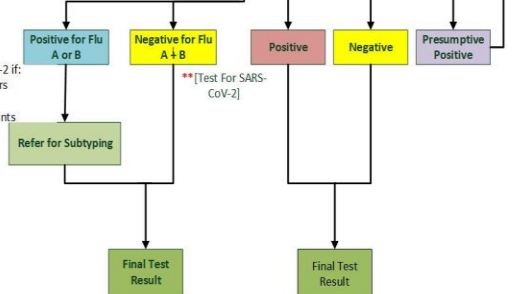 Positive for Flu
A or B
Negative for Flu
A + B
Positive
Negative
Presumptive
Positive
-2 if:
rs
nts
**[Test For SARS-
CoV-2]
Refer for Subtyping
Final Test
Result
Final Test
Result